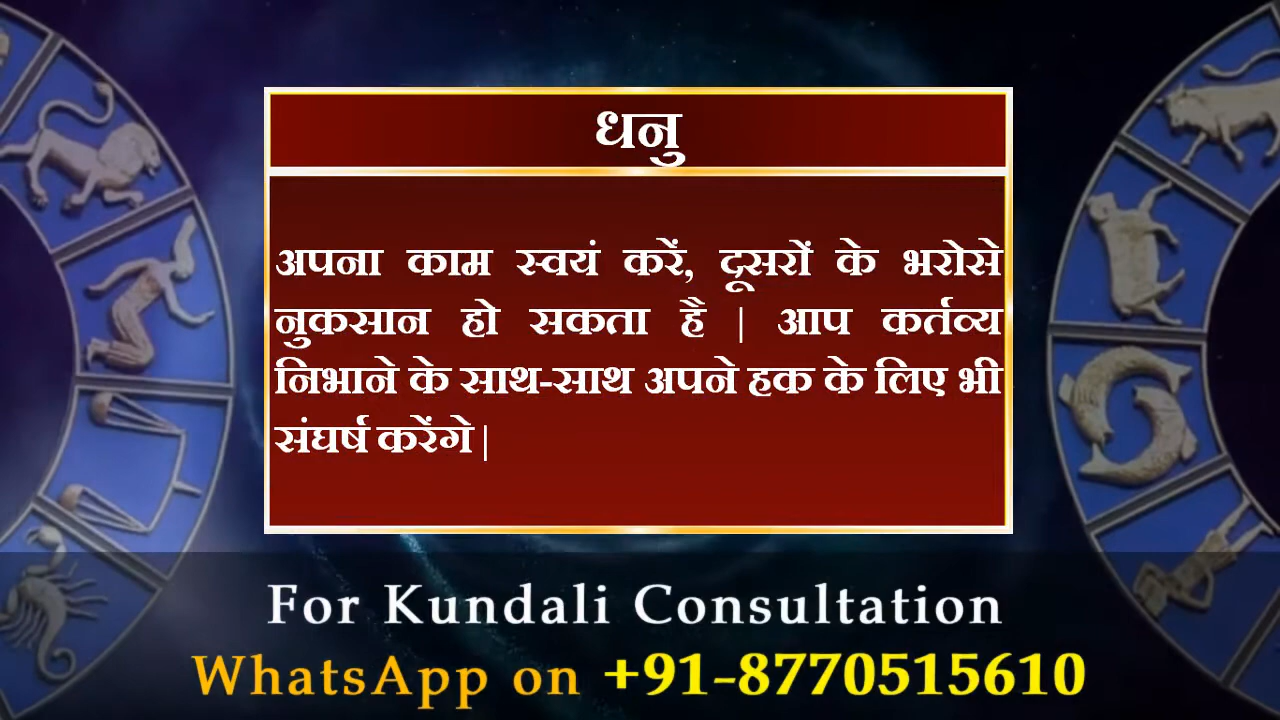 धनु
अपना काम स्वयं करें, दूसरों के भरोसे
नुकसान हो सकता है | आप कर्तव्य
निभाने के साथ-साथ अपने हक के लिए भी
संघर्ष करेंगे |
For Kundali Consultation
WhatsApp on +91-8770515610